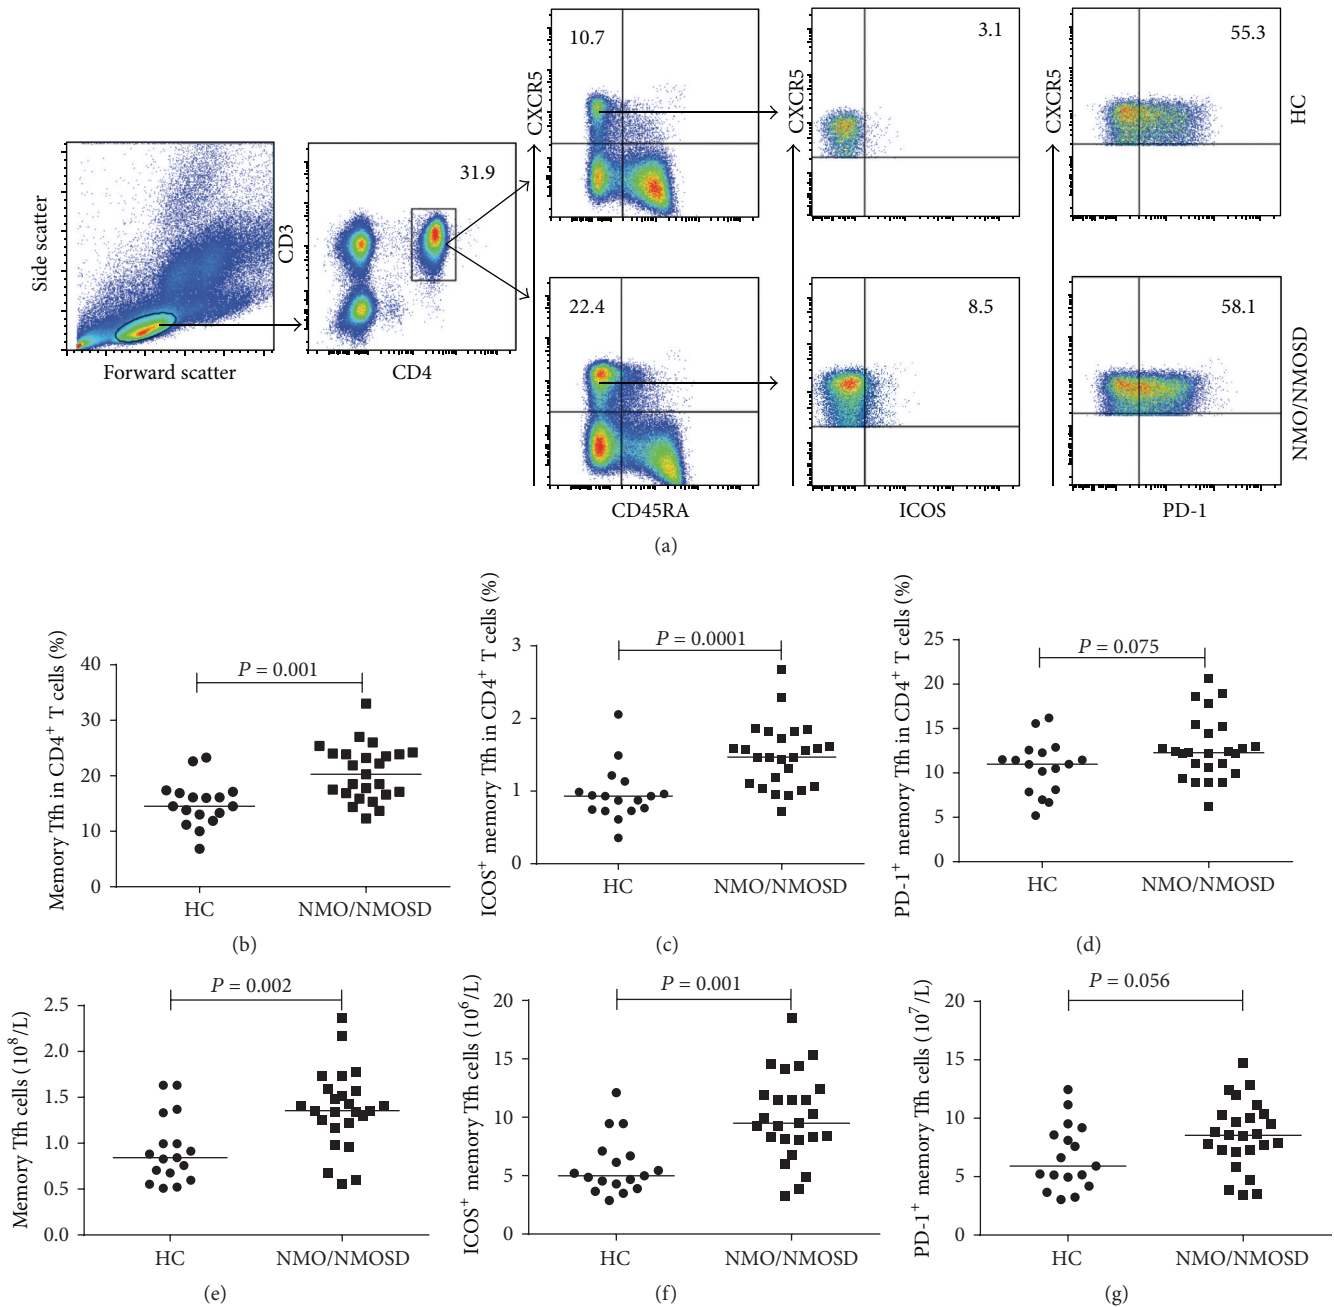 10.7
3.1
55.3
CXCR5
CXCR5
CXCR5
HC
31.9
Side scatter
CD3
Forward scatter
CD4
22.4
8.5
58.1
NMO/NMOSD
CD45RA
ICOS
PD-1
(a)
Memory Tfh in CD4+ T cells (%)
40
30
20
10
0
P = 0.001
HC
NMO/NMOSD
(b)
ICOS+ memory Tfh in CD4+ T cells (%)
3
2
1
0
P = 0.0001
HC
NMO/NMOSD
(c)
PD-1+ memory Tfh in CD4+ T cells (%)
25
20
15
10
5
0
P = 0.075
HC
NMO/NMOSD
(d)
Memory Tfh cells (10^8/L)
2.5
2.0
1.5
1.0
0.5
0.0
P = 0.002
HC
NMO/NMOSD
(e)
ICOS+ memory Tfh cells (10^6/L)
20
15
10
5
0
P = 0.001
HC
NMO/NMOSD
(f)
PD-1+ memory Tfh cells (10^7/L)
20
15
10
5
0
P = 0.056
HC
NMO/NMOSD
(g)